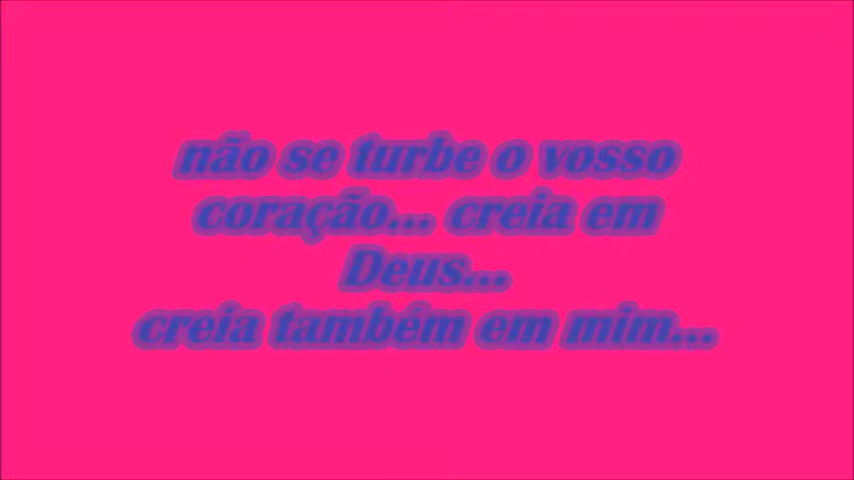 não se turbe o vosso
coração... creia em
Deus...
creia também em mim...